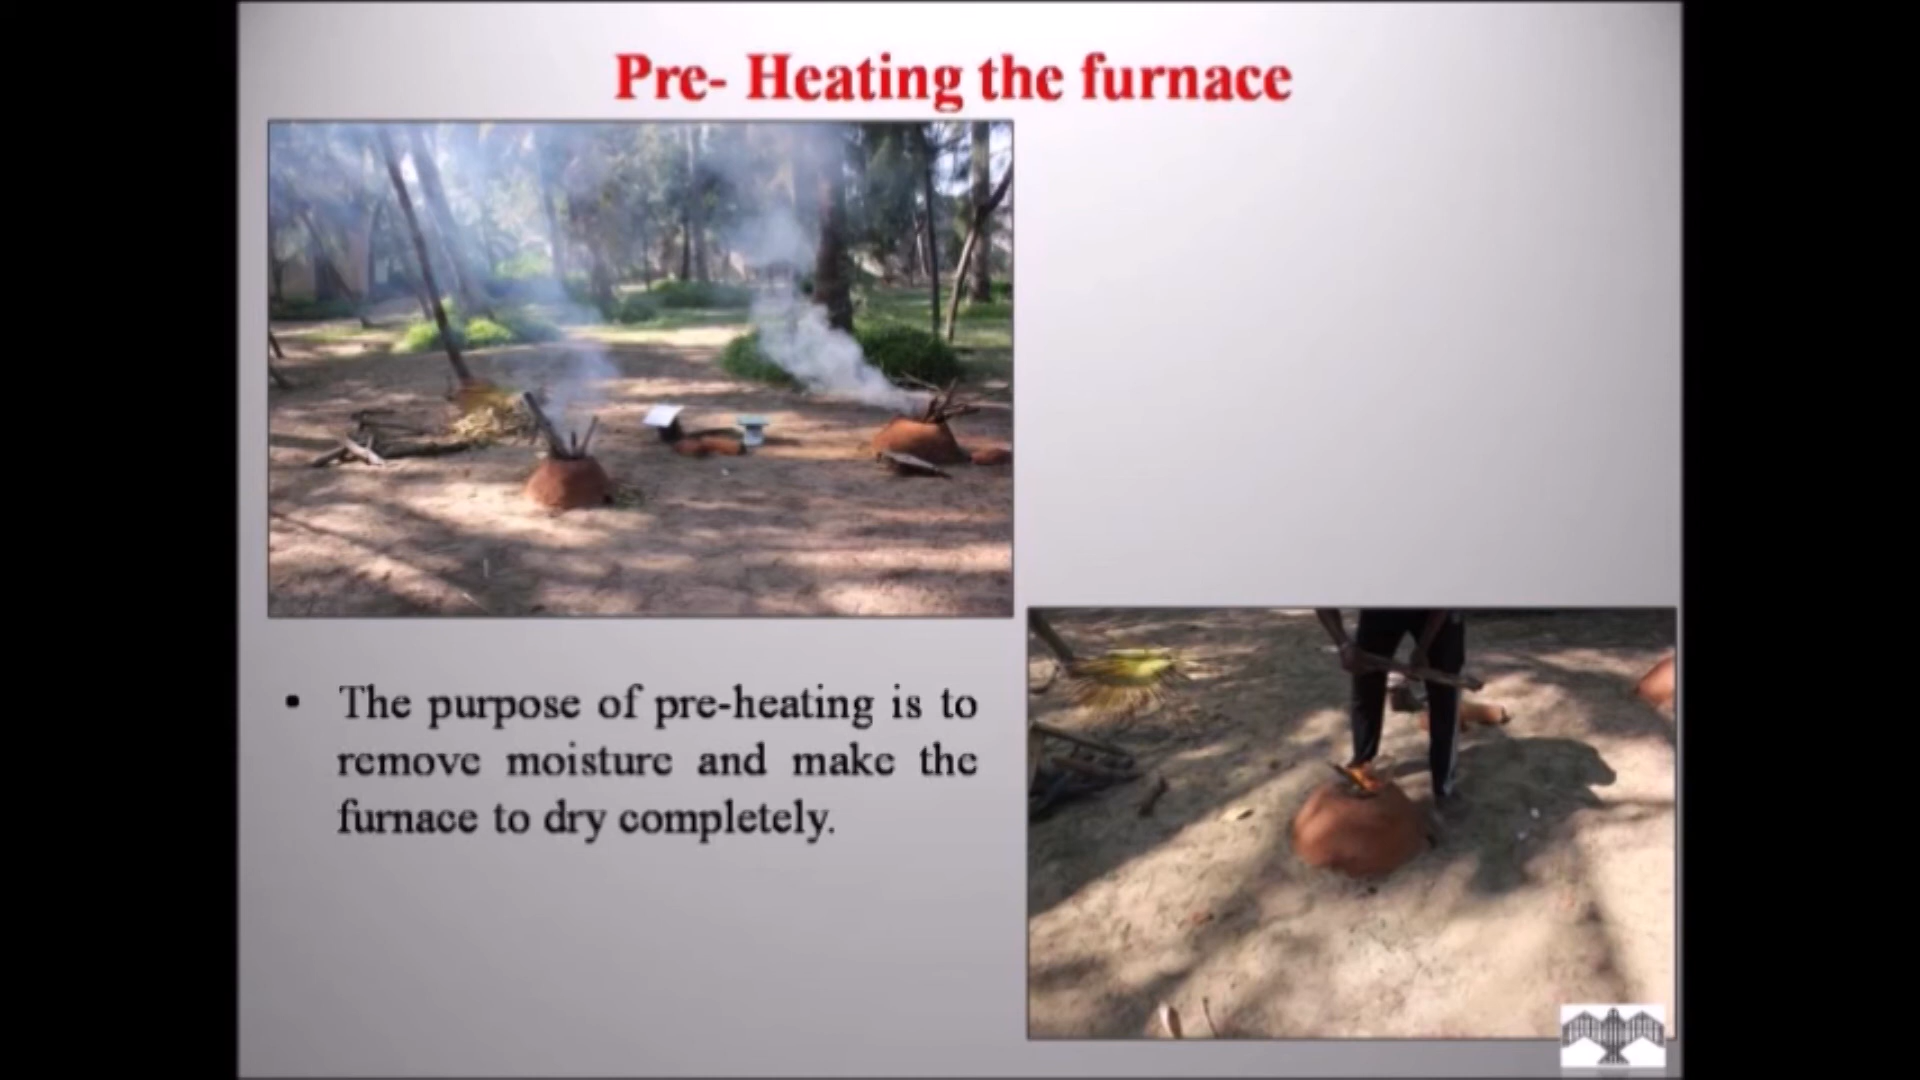 Pre- Heating the furnace
• The purpose of pre-heating is to
remove moisture and make the
furnace to dry completely.